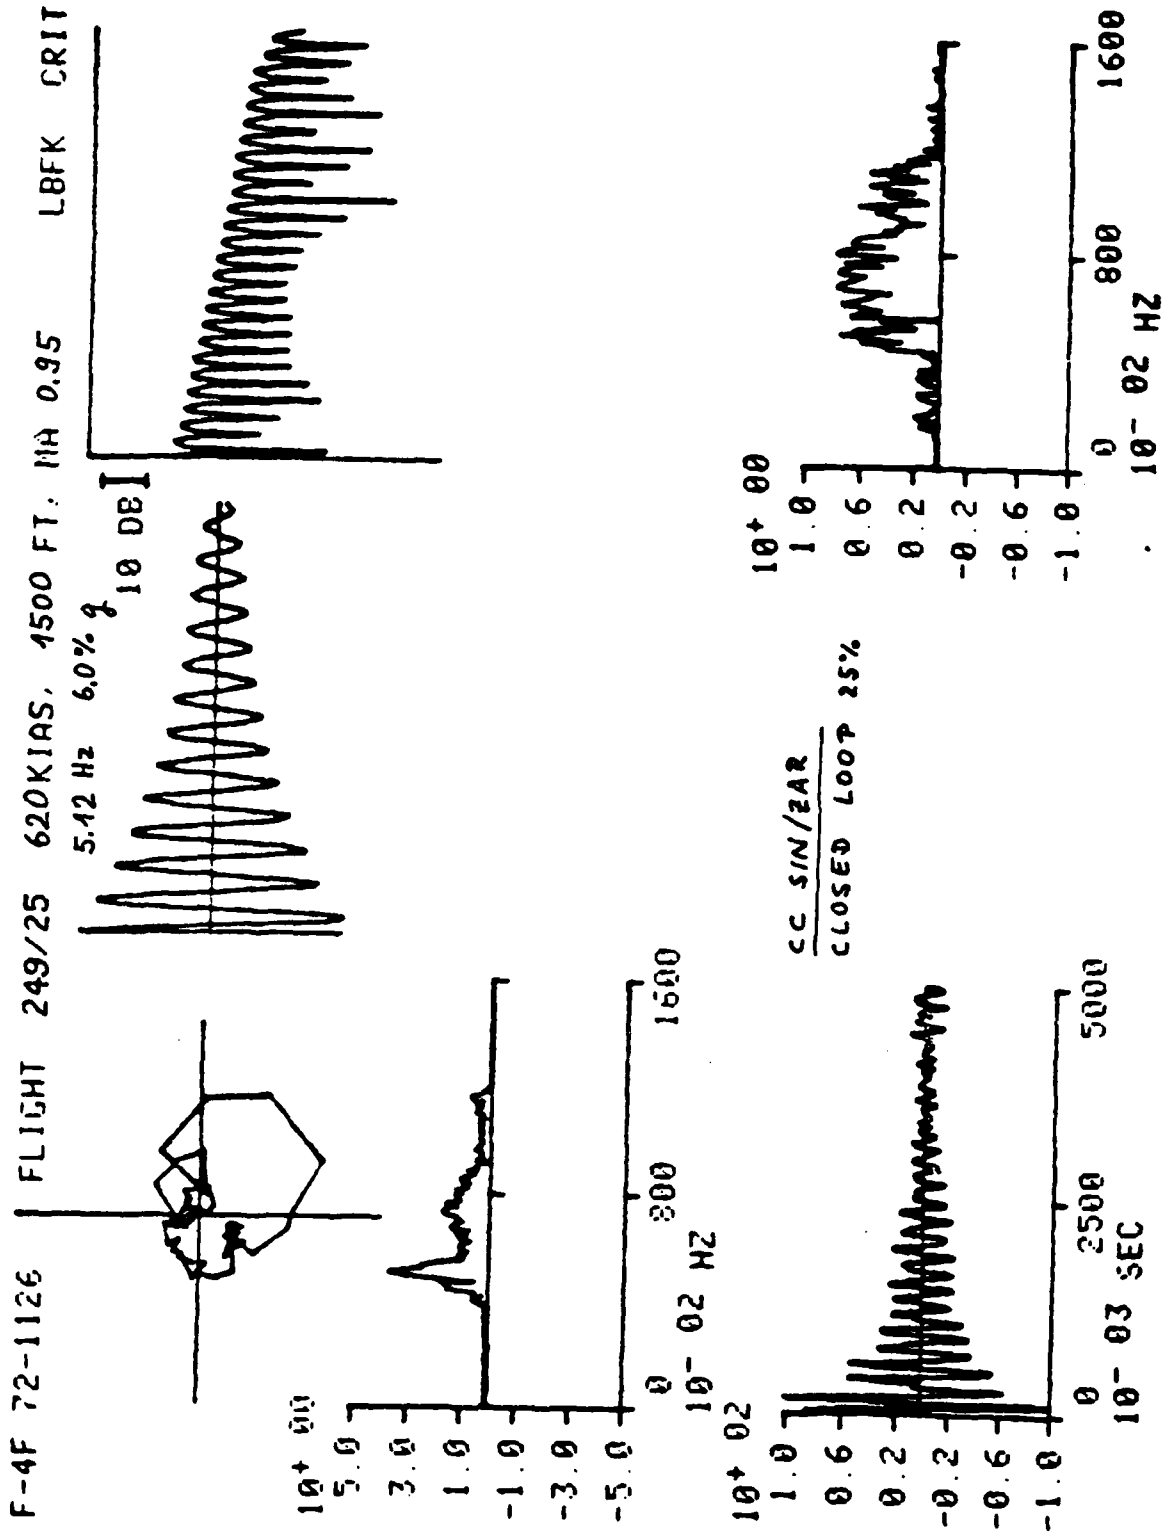 F-4F 72-1126 FLIGHT 249/25 620KIAS, 1500 FT. MA 0.95 LBFK CRIT
5.12 Hz 6.0% g
10 DB
10+ 00
5.0
3.0
1.0
-1.0
-3.0
-5.0
0 800 1600
10- 02 HZ
10+ 02
1.0
0.6
0.2
-0.2
-0.6
-1.0
0 2500 5000
10- 03 SEC
CC SIN/ZAR
CLOSED LOOP 25%
10+ 00
1.0
0.6
0.2
-0.2
-0.6
-1.0
0 800 1600
10- 02 HZ